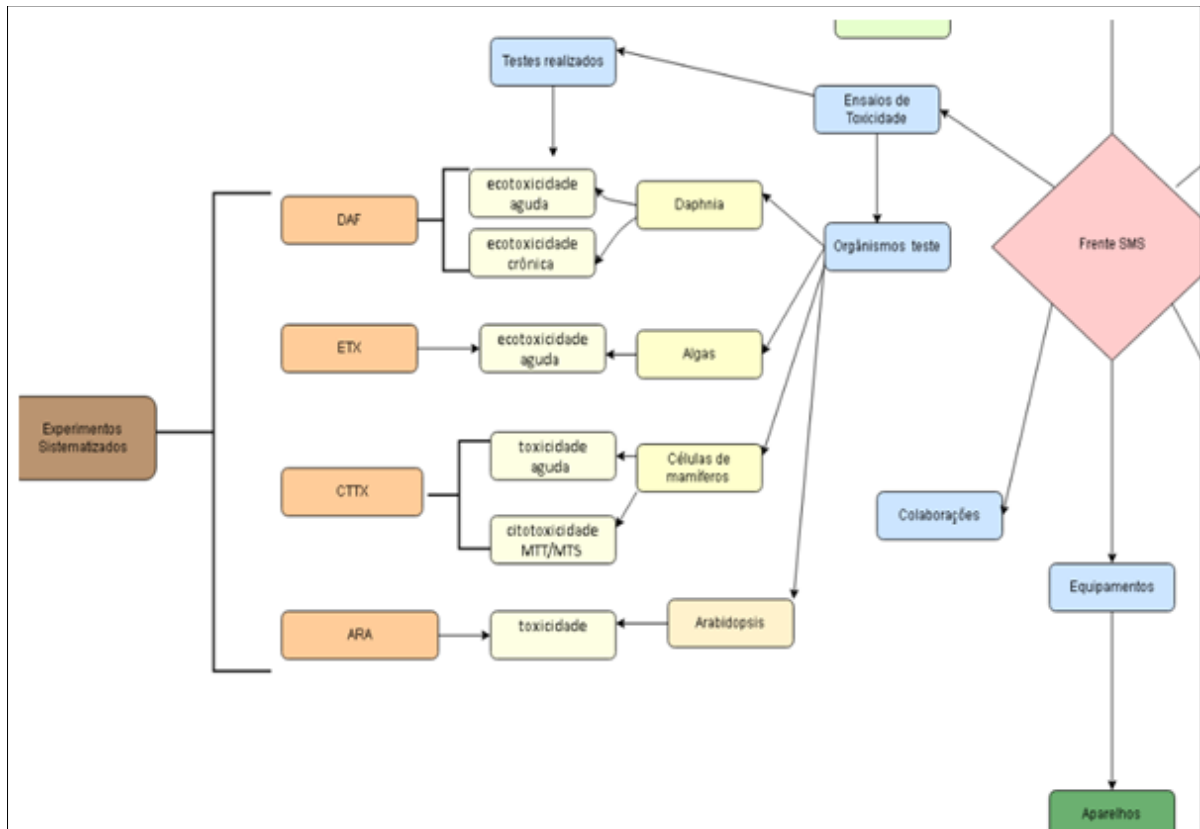 Testes realizados
Ensaios de
Toxicidade
ecotoxicidade
aguda
Daphnia
DAF
ecotoxicidade
crônica
Orgânismos teste
Frente SMS
ETX
ecotoxicidade
aguda
Algas
Experimentos
Sistematizados
toxicidade
aguda
Células de
mamíferos
CTTX
citotoxicidade
MTT/MTS
Colaborações
Equipamentos
ARA
toxicidade
Arabidopsis
Aparelhos